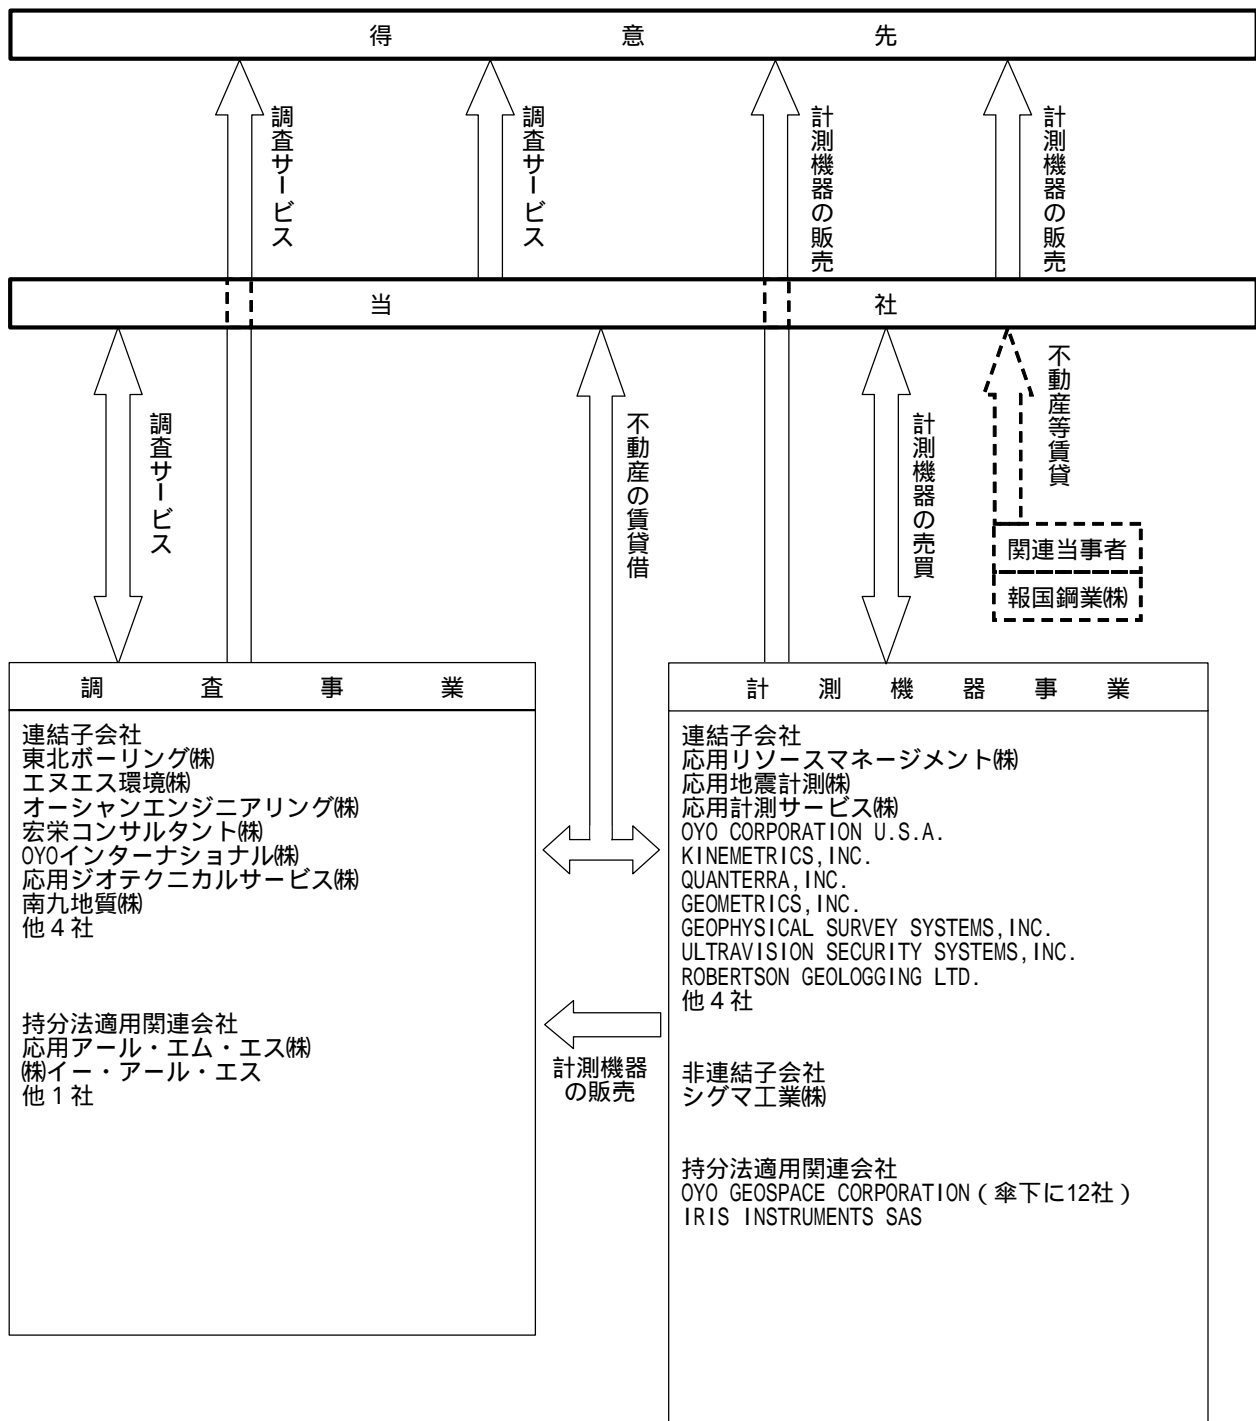 得意先
調査サービス
調査サービス
計測機器の販売
計測機器の販売
当社
調査サービス
不動産の賃貸借
計測機器の売買
不動産等賃貸
関連当事者
報国鋼業㈱
調査事業
連結子会社
東北ボーリング㈱
エヌエス環境㈱
オーシャンエンジニアリング㈱
宏栄コンサルタント㈱
OYOインターナショナル㈱
応用ジオテクニカルサービス㈱
南九地質㈱
他４社
持分法適用関連会社
応用アール・エム・エス㈱
㈱イー・アール・エス
他１社
計測機器
の販売
計測機器事業
連結子会社
応用リソースマネージメント㈱
応用地震計測㈱
応用計測サービス㈱
OYO CORPORATION U.S.A.
KINEMETRICS,INC.
QUANTERRA,INC.
GEOMETRICS,INC.
GEOPHYSICAL SURVEY SYSTEMS,INC.
ULTRAVISION SECURITY SYSTEMS,INC.
ROBERTSON GEOLOGGING LTD.
他４社
非連結子会社
シグマ工業㈱
持分法適用関連会社
OYO GEOSPACE CORPORATION（傘下に12社）
IRIS INSTRUMENTS SAS